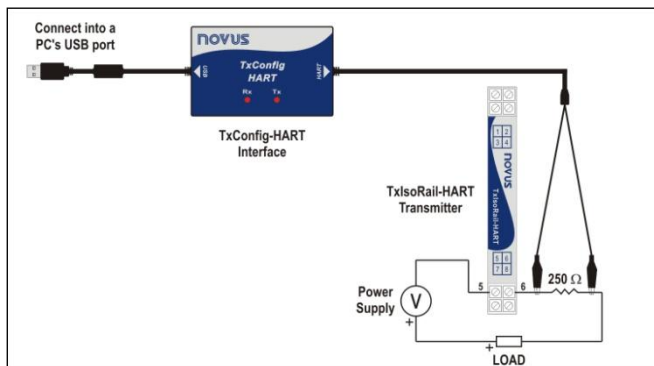 Connect into a
PC's USB port
novus
TxConfig
HART
USB
HART
Rx Tx
TxConfig-HART
Interface
TxIsoRail-HART
Transmitter
1 2
3 4
novus
TxIsoRail-HART
5 6
7 8
Power
Supply
V
+
5
6
250 Ω
+
LOAD